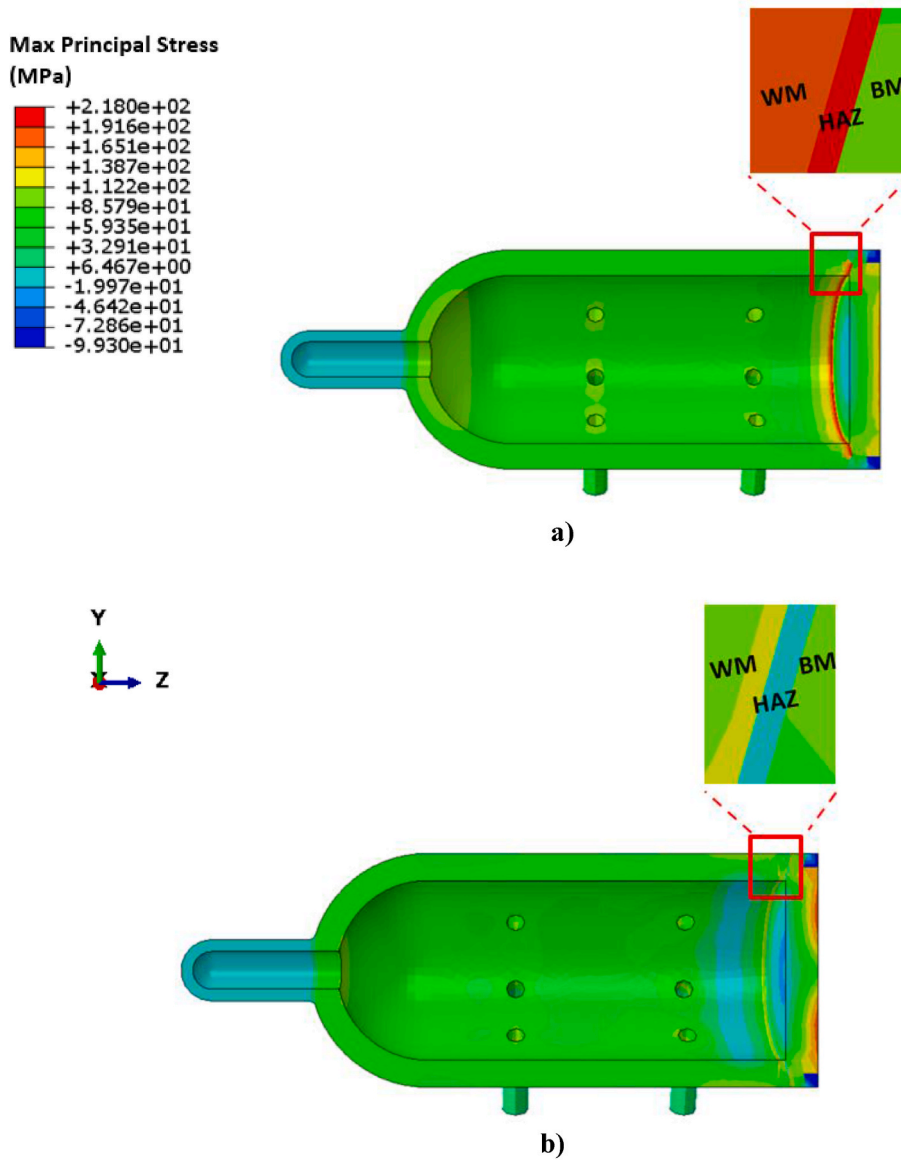 Max Principal Stress
(MPa)
+2.180e+02
+1.916e+02
+1.651e+02
+1.387e+02
+1.122e+02
+8.579e+01
+5.935e+01
+3.291e+01
+6.467e+00
-1.997e+01
-4.642e+01
-7.286e+01
-9.930e+01
WM
HAZ
BM
a)
Y
X
Z
WM
HAZ
BM
b)